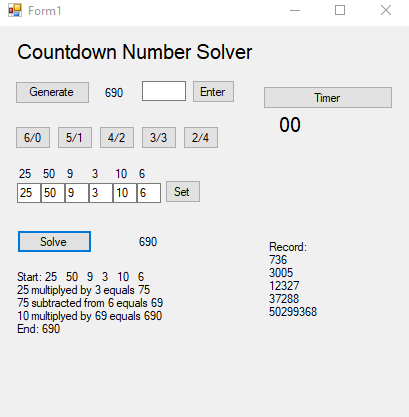 Form1
Countdown Number Solver
Generate 690 Enter
Timer
00
6/0 5/1 4/2 3/3 2/4
25 50 9 3 10 6
25 50 9 3 10 6 Set
Solve 690
Start: 25 50 9 3 10 6
25 multiplyed by 3 equals 75
75 subtracted from 6 equals 69
10 multiplyed by 69 equals 690
End: 690
Record:
736
3005
12327
37288
50299368